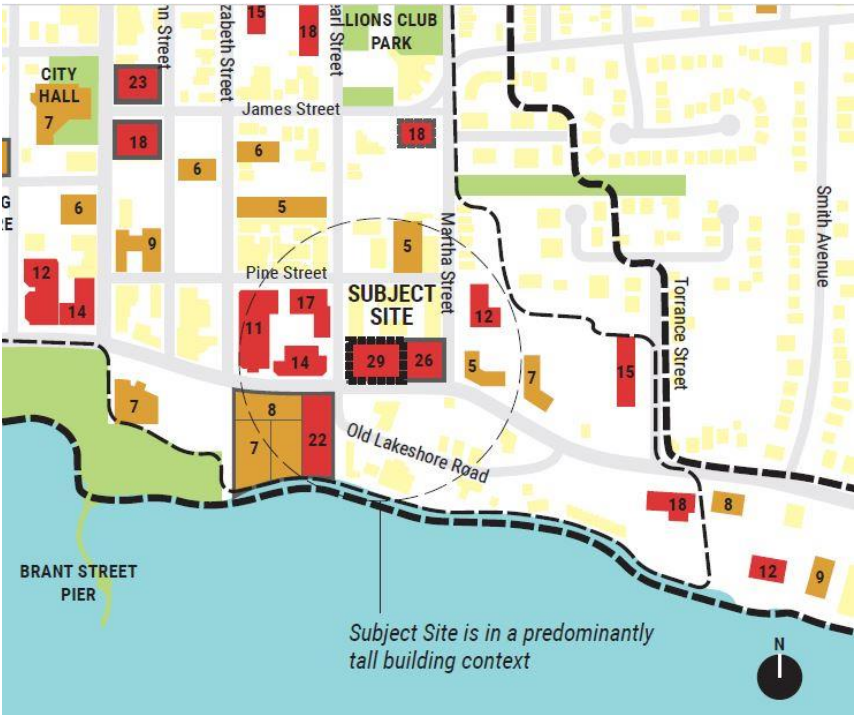 15
18
LIONS CLUB
PARK
CITY
HALL
7
23
18
James Street
18
6
6
6
5
9
5
Martha Street
Smith Avenue
12
14
Pine Street
SUBJECT
SITE
11
17
14
29
26
12
5
7
15
Torrance Street
7
8
7
22
Old Lakeshore Road
18
8
12
9
BRANT STREET
PIER
Subject Site is in a predominantly
tall building context
N